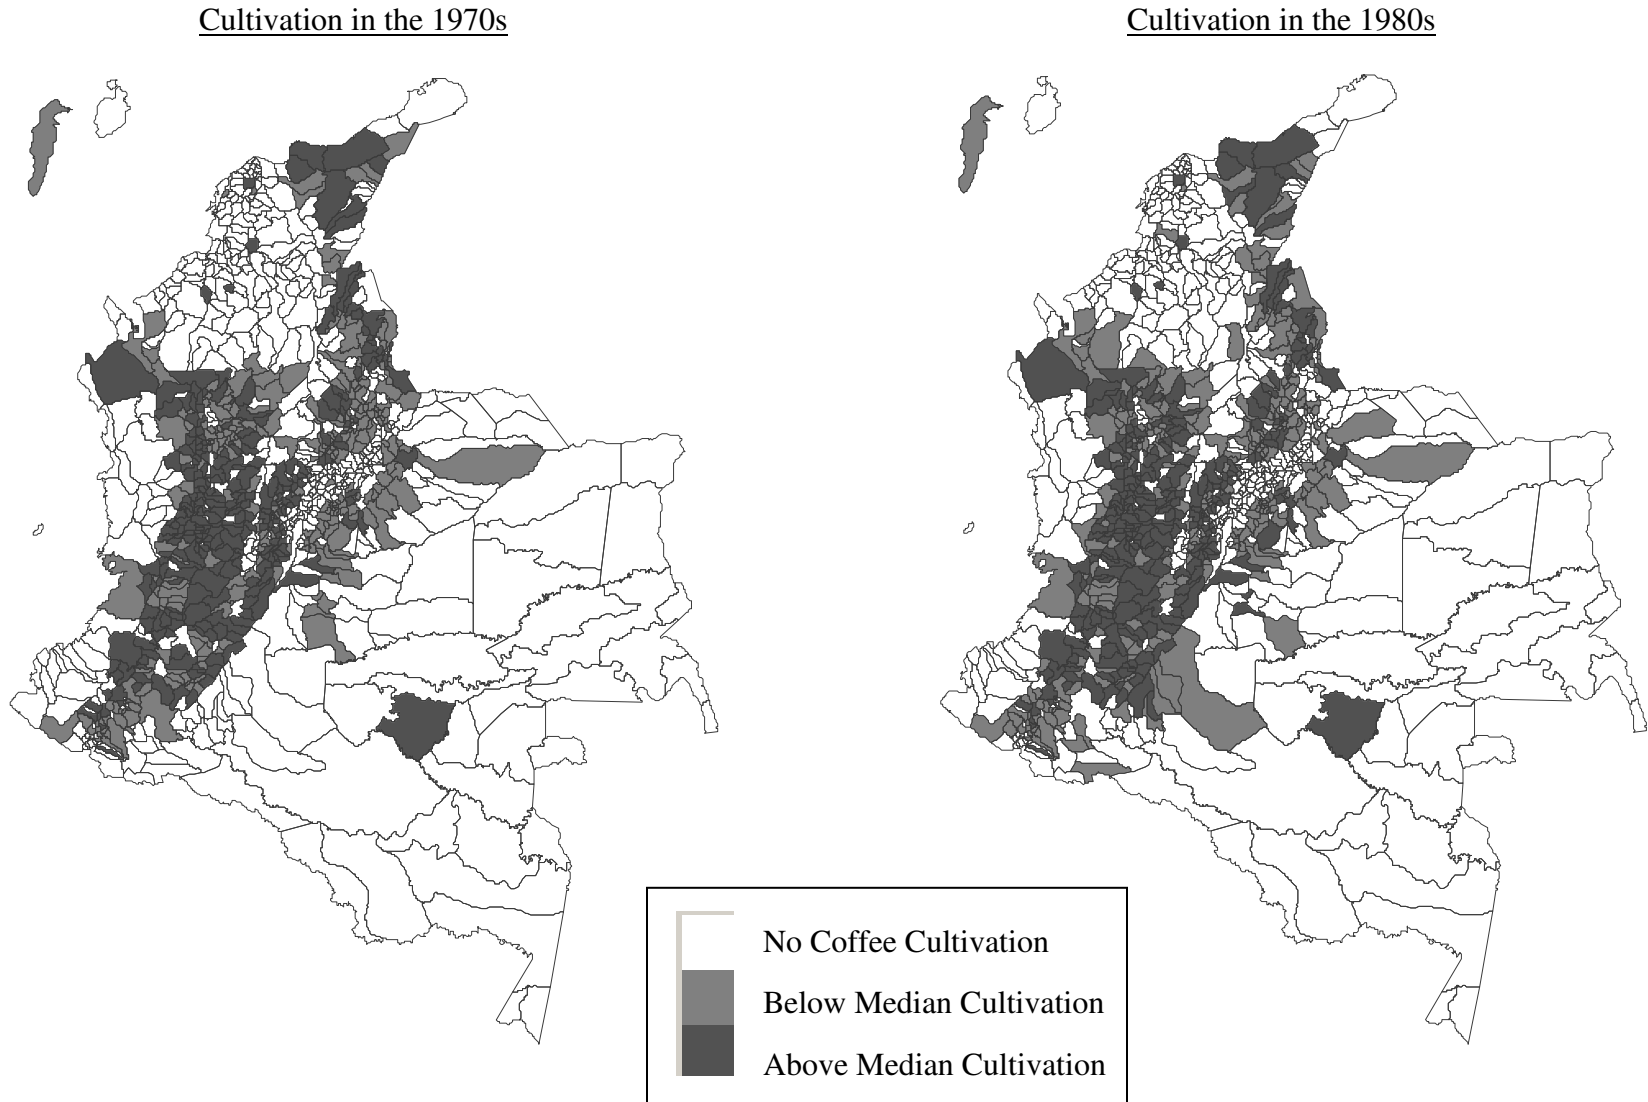 Cultivation in the 1970s
Cultivation in the 1980s
No Coffee Cultivation
Below Median Cultivation
Above Median Cultivation